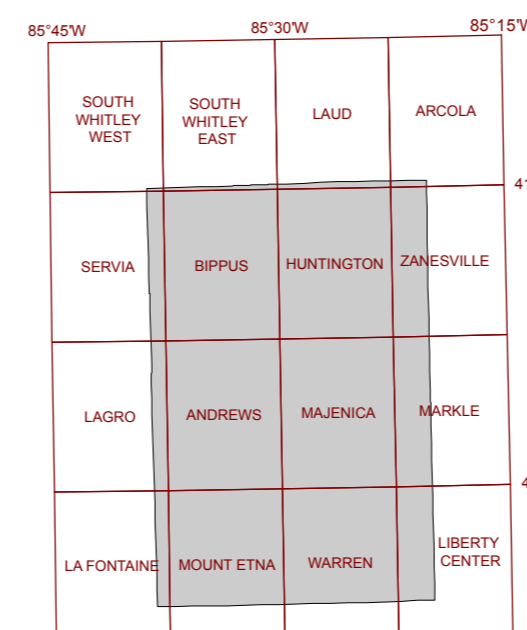 85°45'W 85°30'W 85°15'W
SOUTH
WHITLEY
WEST
SOUTH
WHITLEY
EAST
LAUD
ARCOLA
SERVIA
BIPPUS
HUNTINGTON
ZANESVILLE
LAGRO
ANDREWS
MAJENICA
MARKLE
LA FONTAINE
MOUNT ETNA
WARREN
LIBERTY
CENTER